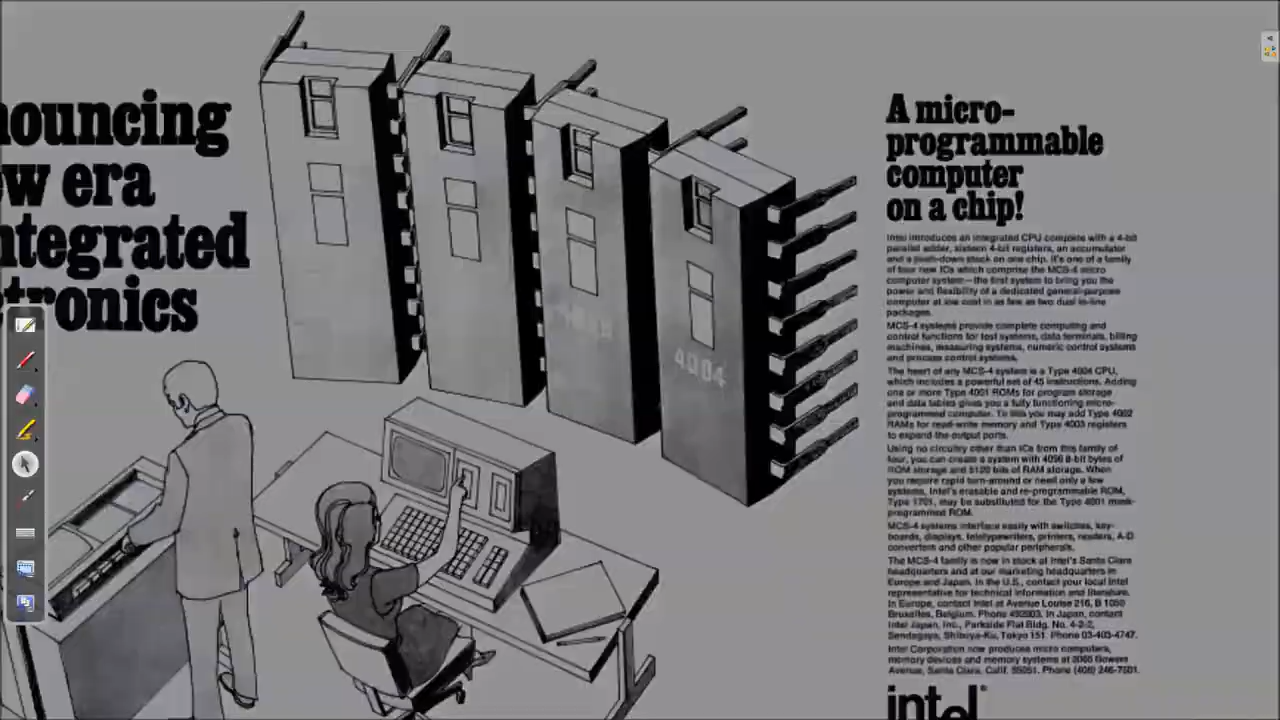 nouncing
w era
ntegrated
tronics
4004
A micro-
programmable
computer
on a chip!
Intel introduces an integrated CPU complete with a 4-bit
parallel adder, sixteen 4-bit registers, an accumulator
and a push-down stack on one chip. It's one of a family
of four new ICs which comprise the MCS-4 micro
computer system—the first system to bring you the
power and flexibility of a dedicated general-purpose
computer at low cost in as few as two dual in-line
packages.
MCS-4 systems provide complete computing and
control functions for test systems, data terminals, billing
machines, measuring systems, numeric control systems
and process control systems.
The heart of any MCS-4 system is a Type 4004 CPU,
which includes a powerful set of 45 instructions. Adding
one or more Type 4001 ROMs for program storage
and data tables gives you a fully functioning micro-
programmed computer. To this you may add Type 4002
RAMs for read-write memory and Type 4003 registers
to expand the output ports.
Using no circuitry other than ICs from this family of
four, you can create a system with 4096 8-bit bytes of
ROM storage and 5120 bits of RAM storage. When
you require rapid turn-around or need only a few
systems, Intel's erasable and re-programmable ROM,
Type 1701, may be substituted for the Type 4001 mask-
programmed ROM.
MCS-4 systems interface easily with switches, key-
boards, displays, teletypewriters, printers, readers, A-D
converters and other popular peripherals.
The MCS-4 family is now in stock at Intel's Santa Clara
headquarters and at our marketing headquarters in
Europe and Japan. In the U.S., contact your local Intel
representative for technical information and literature.
In Europe, contact Intel at Avenue Louise 216, B 1050
Bruxelles, Belgium. Phone 492003. In Japan, contact
Intel Japan, Inc., Parkside Flat Bldg. No. 4-2-2,
Sendagaya, Shibuya-Ku, Tokyo 151. Phone 03-403-4747.
Intel Corporation now produces micro computers,
memory devices and memory systems at 3065 Bowers
Avenue, Santa Clara, Calif. 95051. Phone (408) 246-7501.
intel